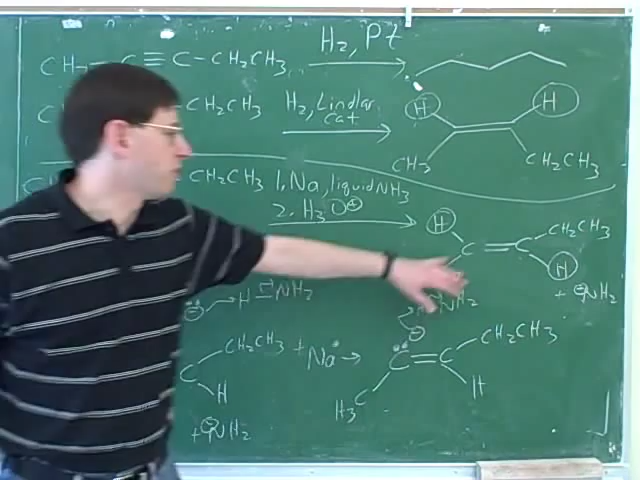 H₂, Pt
CH C≡C-CH₂CH₃
CH₂CH₃ H₂, Lindlar cat H H
CH₃ CH₂CH₃
CH₂CH₃ 1. Na, liquid NH₃
2. H₃O⊕ H C=C CH₂CH₃
H
⊖ H-NH₂ NH₂ + ⊖NH₂
CH₂CH₃ + Na• → ⊖ C=C CH₂CH₃
C H H
H₃C
+ ⊖NH₂